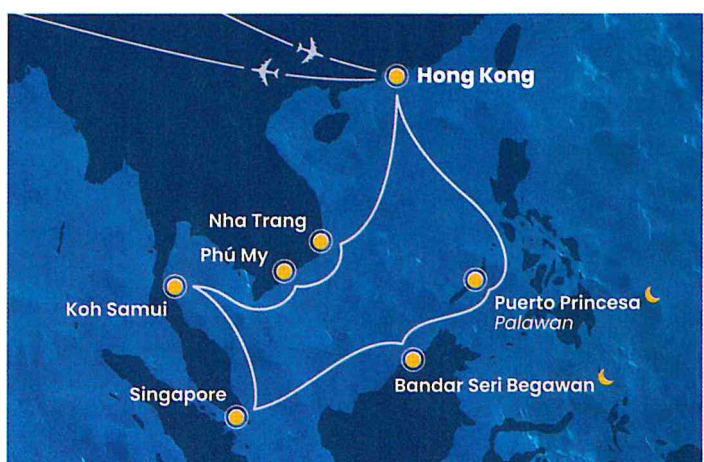 Hong Kong
Nha Trang
Phú My
Koh Samui
Puerto Princesa
Palawan
Bandar Seri Begawan
Singapore